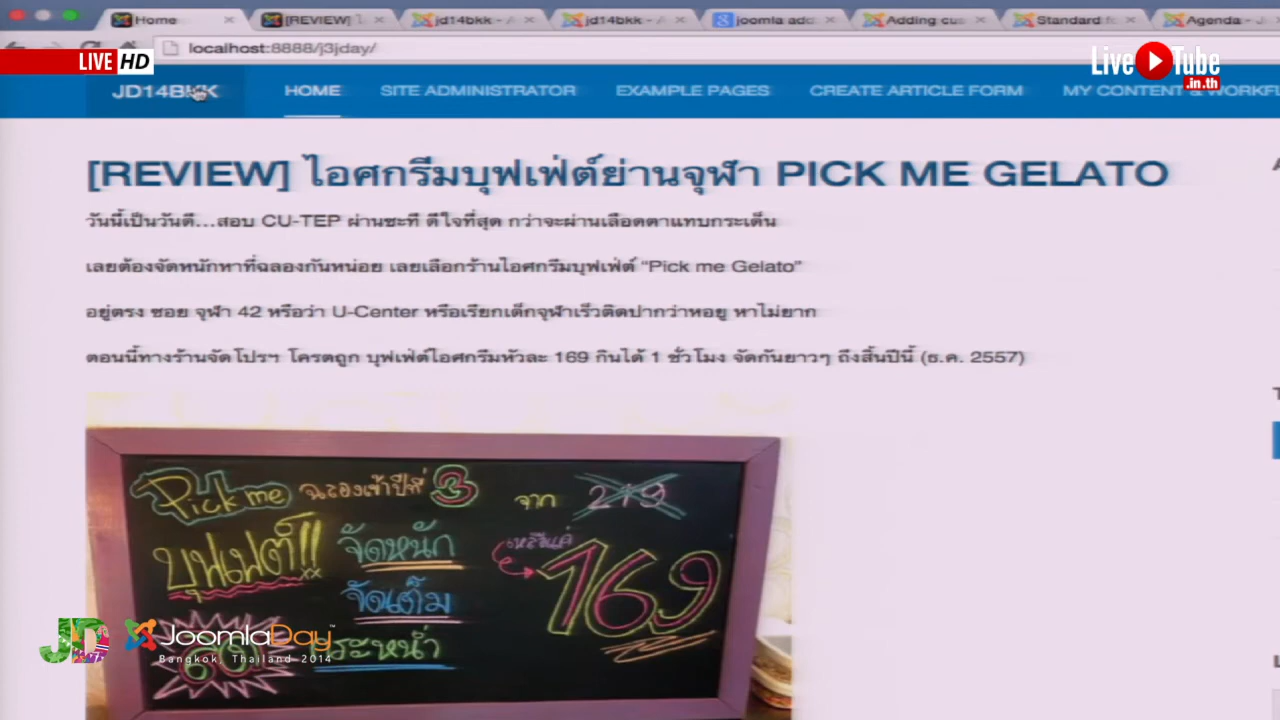 Home
[REVIEW]
jd14bkk - A
jd14bkk - A
joomla add
Adding cus
Standard fo
Agenda - J
localhost:8888/j3jday/
LIVE HD
Live Tube
.in.th
JD14BKK HOME SITE ADMINISTRATOR EXAMPLE PAGES CREATE ARTICLE FORM MY CONTENT & WORKFL
[REVIEW] ไอศกรีมบุฟเฟ่ต์ย่านจุฬา PICK ME GELATO
วันนี้เป็นวันดี...สอบ CU-TEP ผ่านซะที ดีใจที่สุด กว่าจะผ่านเลือดตาแทบกระเด็น
เลยต้องจัดหนักหาที่ฉลองกันหน่อย เลยเลือกร้านไอศกรีมบุฟเฟ่ต์ “Pick me Gelato”
อยู่ตรง ซอย จุฬา 42 หรือว่า U-Center หรือเรียกเด็กจุฬาเร็วติดปากว่าหอยู หาไม่ยาก
ตอนนี้ทางร้านจัดโปรฯ โครตถูก บุฟเฟ่ต์ไอศกรีมหัวละ 169 กินได้ 1 ชั่วโมง จัดกันยาวๆ ถึงสิ้นปีนี้ (ธ.ค. 2557)
Pick me ฉลองเข้าปีที่ 3 จาก 219
บุฟเฟต์!! จัดหนัก เหลือแค่ 169
จัดเต็ม
60
ระหน่ำ
JD
JoomlaDay™
Bangkok, Thailand 2014